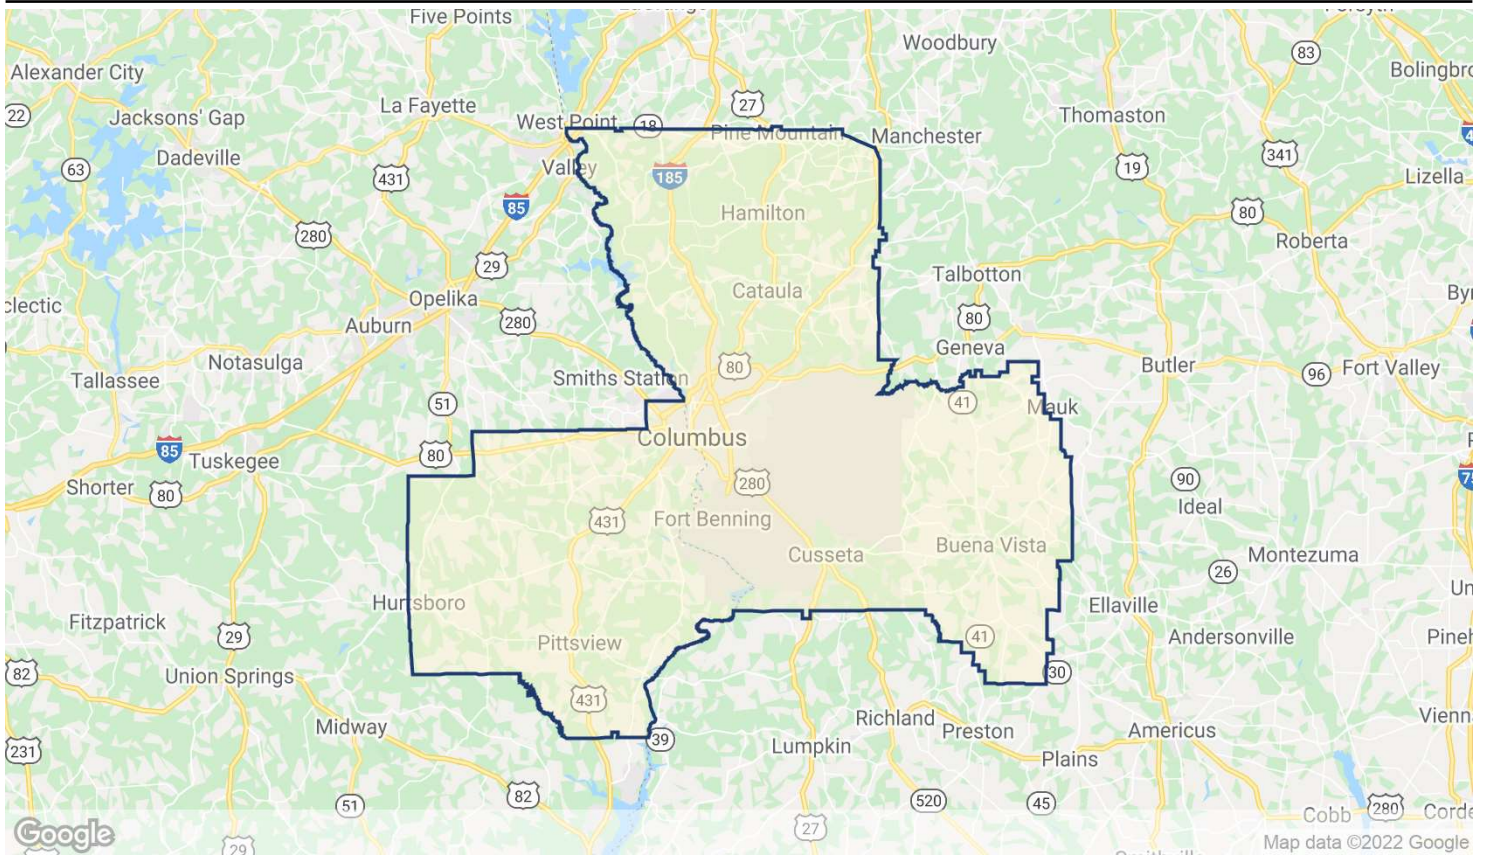 Five Points
Woodbury
83
Alexander City
Bolingbro
22
La Fayette
27
Jacksons' Gap
West Point
18
Thomaston
Pine Mountain
Manchester
Dadeville
Valley
341
63
431
185
19
Lizella
85
Hamilton
80
280
Roberta
29
Talbotton
Cataula
Opelika
clectic
280
80
Auburn
Geneva
Notasulga
80
Butler
Tallassee
Smiths Station
96
Fort Valley
51
41
Mauk
Columbus
85
80
Tuskegee
Shorter
80
280
90
Ideal
431
Fort Benning
Buena Vista
Cusseta
Montezuma
26
Hurtsboro
Ellaville
Fitzpatrick
29
Pittsview
41
Andersonville
Pineh
82
Union Springs
30
431
Midway
Richland
Preston
Americus
Vienn
231
39
Lumpkin
Plains
82
51
520
45
280
Cobb
Corde
27
Google
29
Map data ©2022 Google